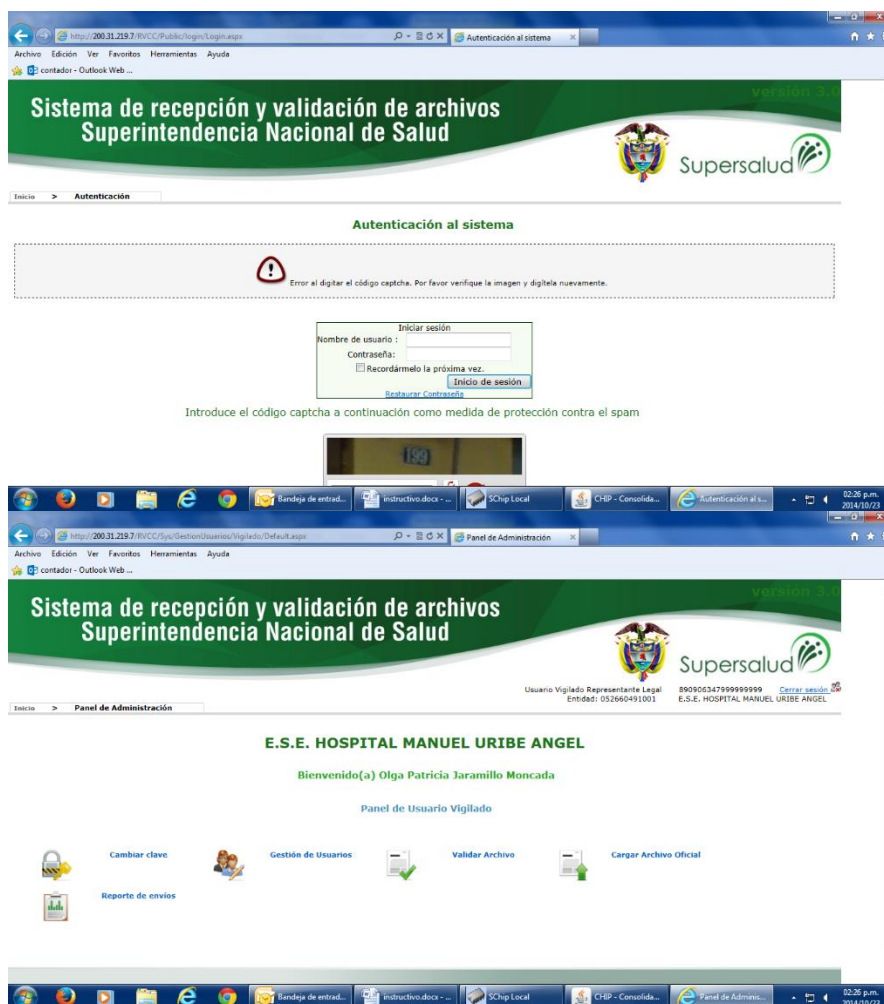 http://200.31.219.7/RVCC/Public/login/Login.aspx
Autenticación al sistema
Archivo Edición Ver Favoritos Herramientas Ayuda
contador - Outlook Web ...
versión 3.0
Sistema de recepción y validación de archivos
Superintendencia Nacional de Salud
Supersalud
Inicio > Autenticación
Autenticación al sistema
Error al digitar el código captcha. Por favor verifique la imagen y digítela nuevamente.
Iniciar sesión
Nombre de usuario :
Contraseña:
Recordármelo la próxima vez.
Inicio de sesión
Restaurar Contraseña
Introduce el código captcha a continuación como medida de protección contra el spam
199
Bandeja de entrad... instructivo.docx - ... SChip Local CHIP - Consolida... Autenticación al s... 02:26 p.m.
2014/10/23
http://200.31.219.7/RVCC/Sys/GestionUsuarios/Vigilado/Default.aspx
Panel de Administración
Archivo Edición Ver Favoritos Herramientas Ayuda
contador - Outlook Web ...
versión 3.0
Sistema de recepción y validación de archivos
Superintendencia Nacional de Salud
Supersalud
Usuario Vigilado Representante Legal 890906347999999999 Cerrar sesión
Entidad: 052660491001 E.S.E. HOSPITAL MANUEL URIBE ANGEL
Inicio > Panel de Administración
E.S.E. HOSPITAL MANUEL URIBE ANGEL
Bienvenido(a) Olga Patricia Jaramillo Moncada
Panel de Usuario Vigilado
Cambiar clave Gestión de Usuarios Validar Archivo Cargar Archivo Oficial
Reporte de envíos
Bandeja de entrad... instructivo.docx - ... SChip Local CHIP - Consolida... Panel de Adminis... 02:26 p.m.
2014/10/23